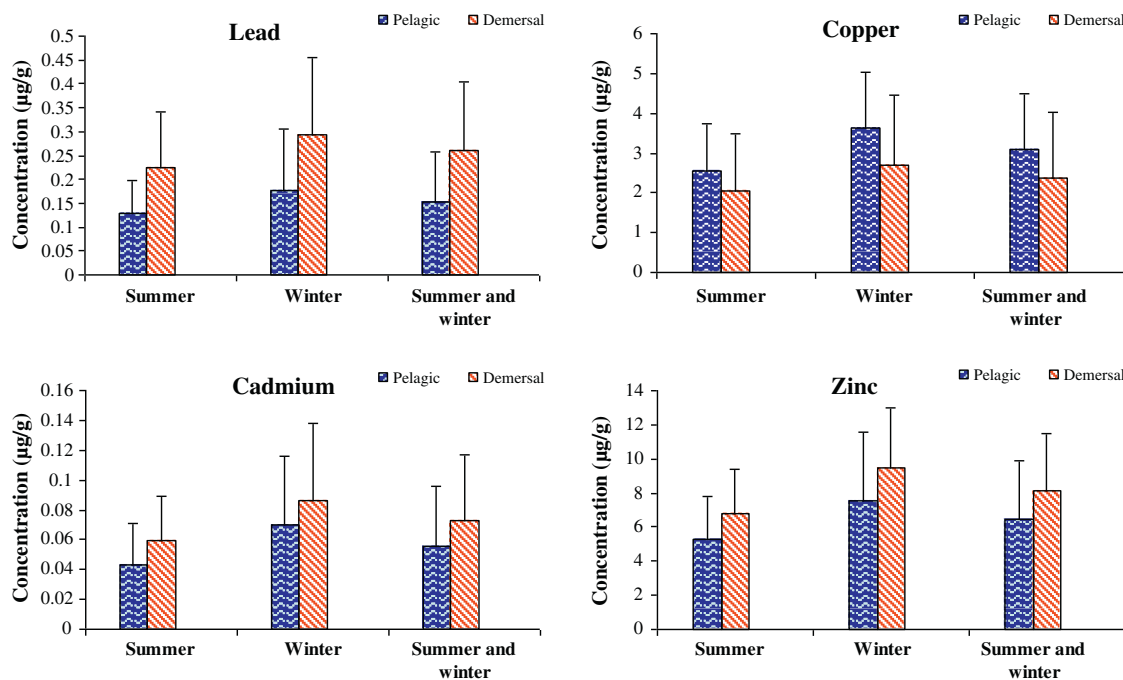 Lead
Pelagic Demersal
Concentration (µg/g)
0.5
0.45
0.4
0.35
0.3
0.25
0.2
0.15
0.1
0.05
0
Summer Winter Summer and
winter
Copper
Pelagic Demersal
Concentration (µg/g)
6
5
4
3
2
1
0
Summer Winter Summer and
winter
Cadmium
Pelagic Demersal
Concentration (µg/g)
0.16
0.14
0.12
0.1
0.08
0.06
0.04
0.02
0
Summer Winter Summer and
winter
Zinc
Pelagic Demersal
Concentration (µg/g)
14
12
10
8
6
4
2
0
Summer Winter Summer and
winter